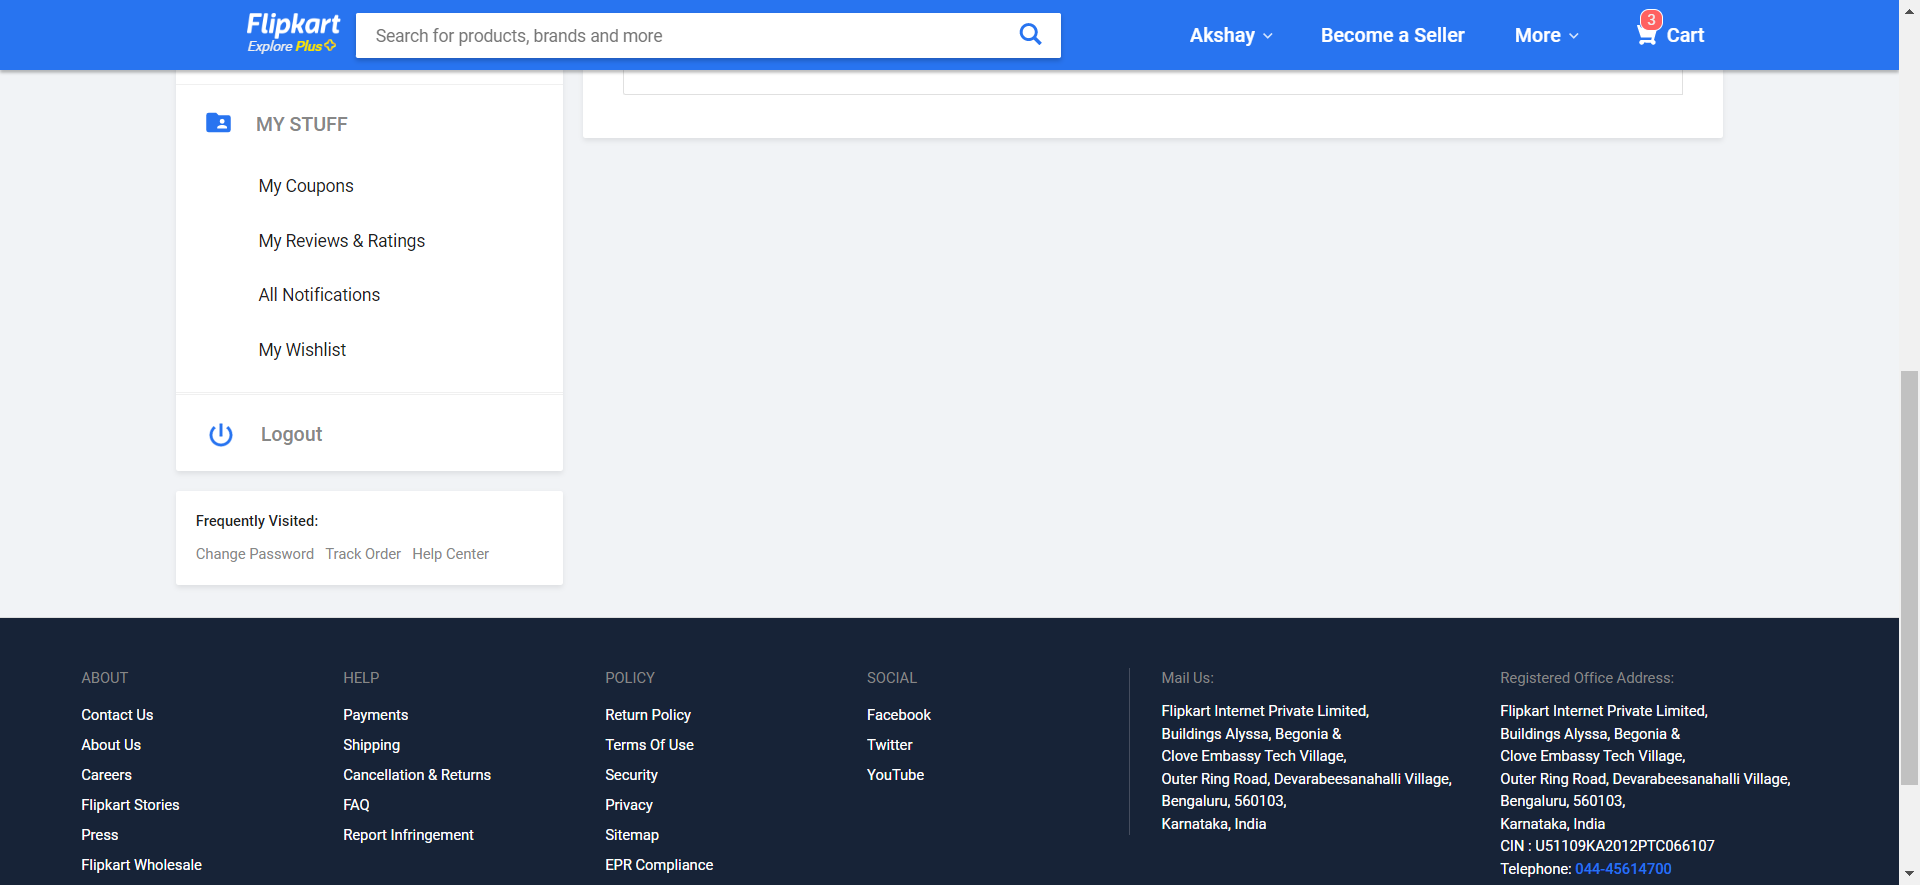 Flipkart
Explore Plus
Search for products, brands and more
Akshay
Become a Seller
More
3
Cart
MY STUFF
My Coupons
My Reviews & Ratings
All Notifications
My Wishlist
Logout
Frequently Visited:
Change Password Track Order Help Center
ABOUT
Contact Us
About Us
Careers
Flipkart Stories
Press
Flipkart Wholesale
HELP
Payments
Shipping
Cancellation & Returns
FAQ
Report Infringement
POLICY
Return Policy
Terms Of Use
Security
Privacy
Sitemap
EPR Compliance
SOCIAL
Facebook
Twitter
YouTube
Mail Us:
Flipkart Internet Private Limited,
Buildings Alyssa, Begonia &
Clove Embassy Tech Village,
Outer Ring Road, Devarabeesanahalli Village,
Bengaluru, 560103,
Karnataka, India
Registered Office Address:
Flipkart Internet Private Limited,
Buildings Alyssa, Begonia &
Clove Embassy Tech Village,
Outer Ring Road, Devarabeesanahalli Village,
Bengaluru, 560103,
Karnataka, India
CIN : U51109KA2012PTC066107
Telephone: 044-45614700